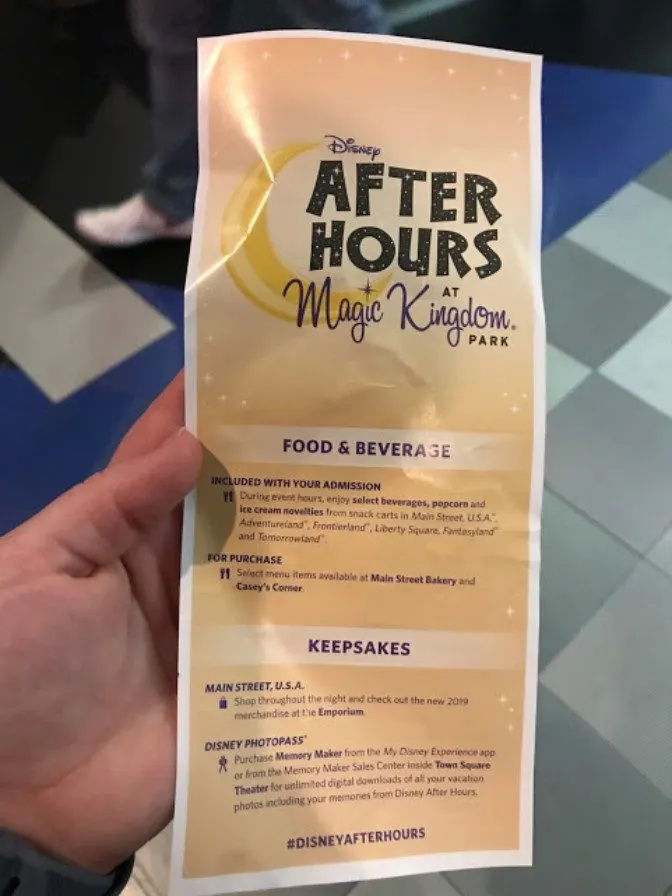 Disney
AFTER
HOURS
AT
Magic Kingdom®
PARK
FOOD & BEVERAGE
INCLUDED WITH YOUR ADMISSION
During event hours, enjoy select beverages, popcorn and
ice cream novelties from snack carts in Main Street, U.S.A.®,
Adventureland®, Frontierland®, Liberty Square, Fantasyland®
and Tomorrowland®.
FOR PURCHASE
Select menu items available at Main Street Bakery and
Casey's Corner.
KEEPSAKES
MAIN STREET, U.S.A.
Shop throughout the night and check out the new 2019
merchandise at the Emporium.
DISNEY PHOTOPASS®
Purchase Memory Maker from the My Disney Experience app
or from the Memory Maker Sales Center inside Town Square
Theater for unlimited digital downloads of all your vacation
photos including your memories from Disney After Hours.
#DISNEYAFTERHOURS